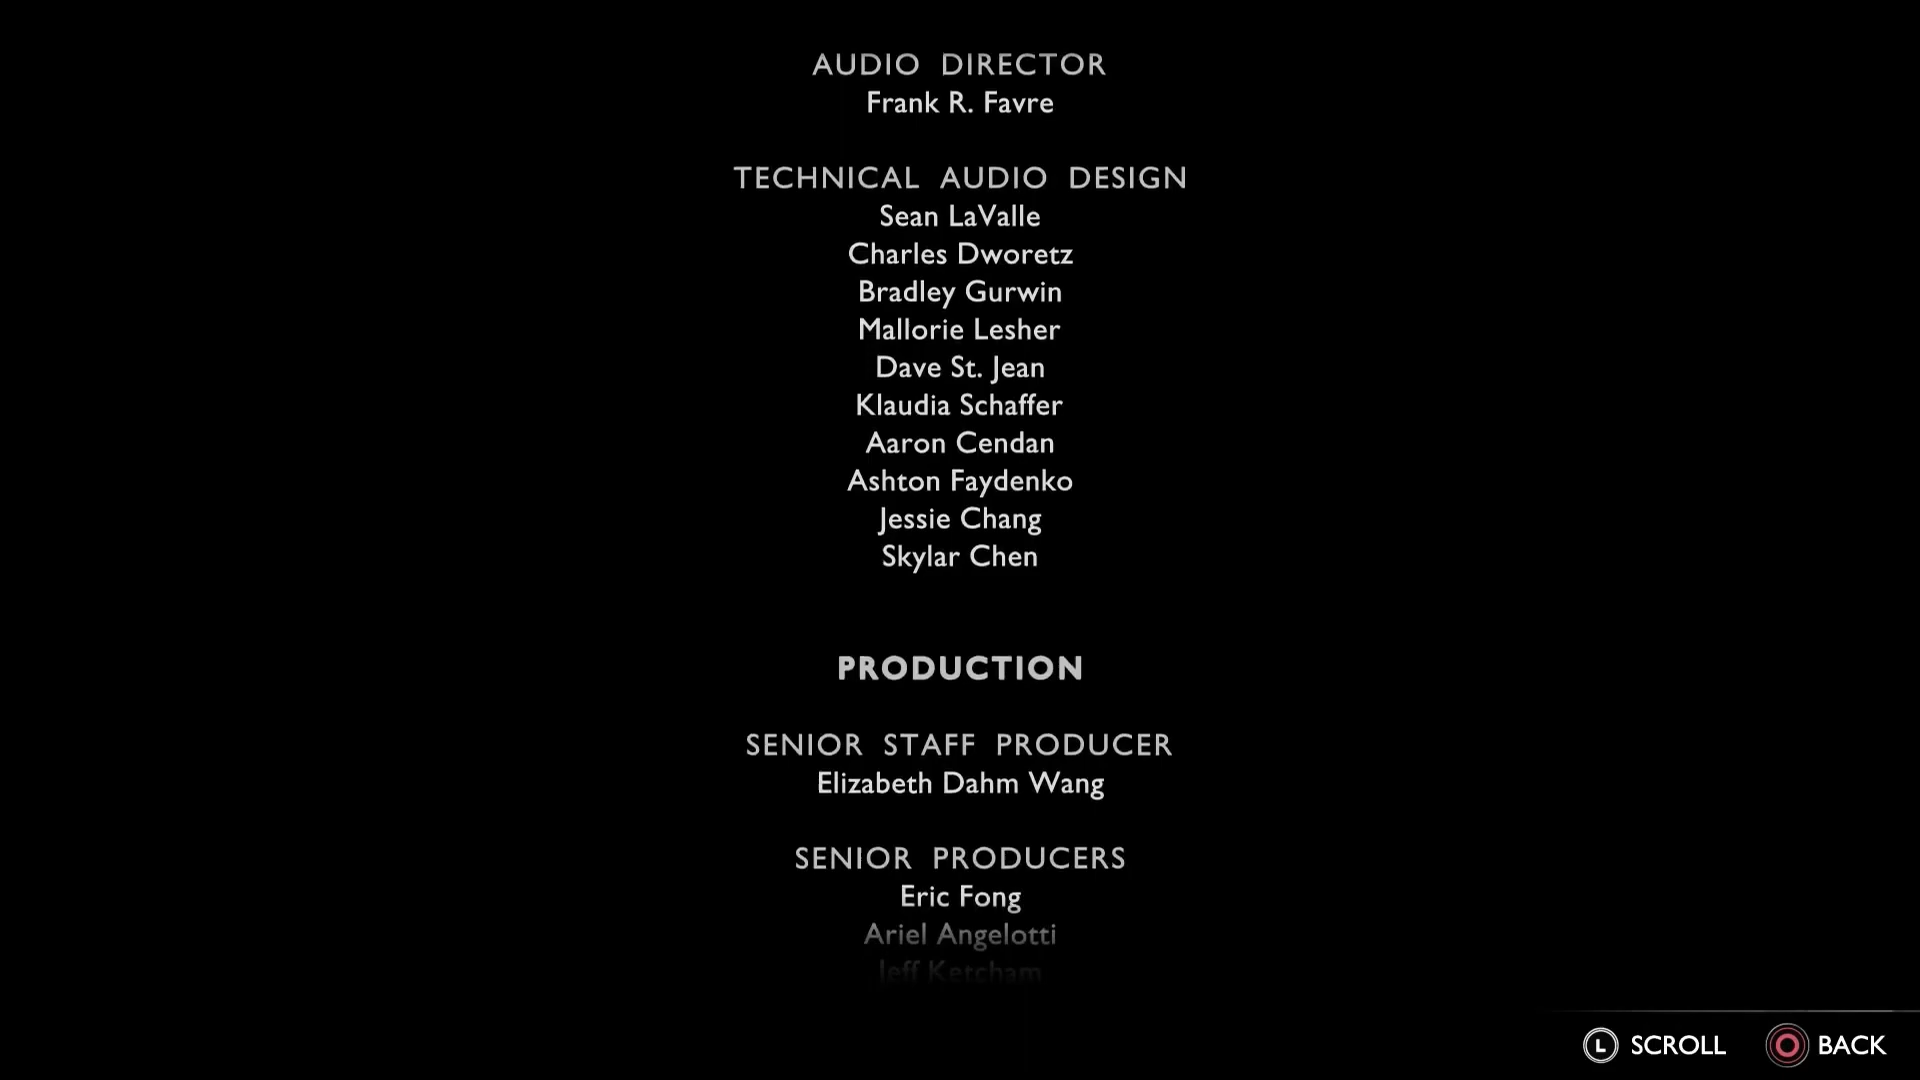 AUDIO DIRECTOR
Frank R. Favre
TECHNICAL AUDIO DESIGN
Sean LaValle
Charles Dworetz
Bradley Gurwin
Mallorie Lesher
Dave St. Jean
Klaudia Schaffer
Aaron Cendan
Ashton Faydenko
Jessie Chang
Skylar Chen
PRODUCTION
SENIOR STAFF PRODUCER
Elizabeth Dahm Wang
SENIOR PRODUCERS
Eric Fong
Ariel Angelotti
Jeff Ketcham
L SCROLL BACK